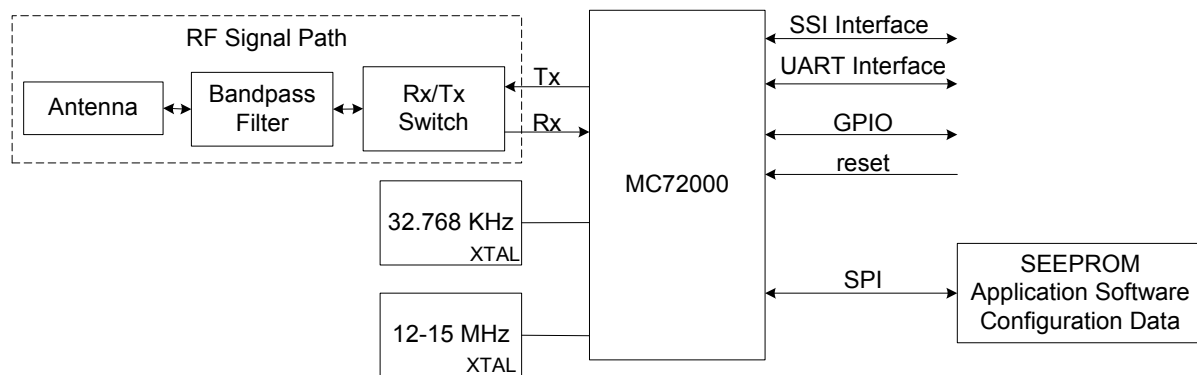 RF Signal Path
Antenna
Bandpass
Filter
Rx/Tx
Switch
Tx
Rx
32.768 KHz
XTAL
12-15 MHz
XTAL
MC72000
SSI Interface
UART Interface
GPIO
reset
SPI
SEEPROM
Application Software
Configuration Data